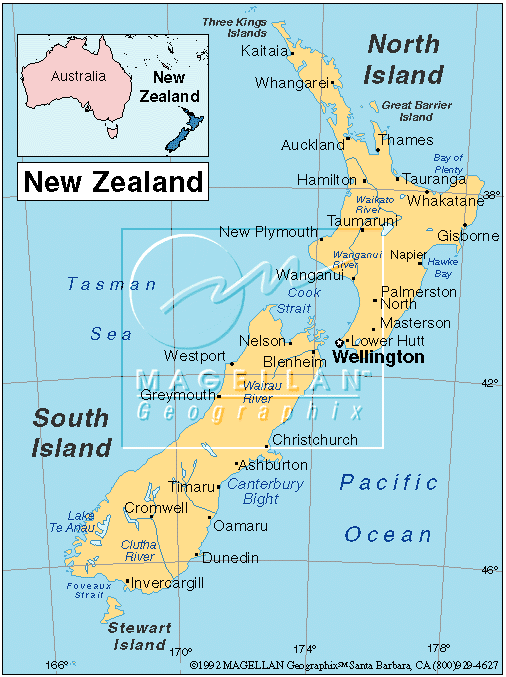 Three Kings
Islands
Kaitaia
North
Island
Whangarei
Australia
New
Zealand
Great Barrier
Island
Auckland
Thames
Bay of
Plenty
New Zealand
Hamilton
Tauranga
38°
Waikato
River
Whakatane
Taumaruni
New Plymouth
Gisborne
Wanganui
River
Napier
Hawke
Bay
Wanganui
Tasman
Sea
Cook
Strait
Palmerston
North
Masterson
Nelson
Lower Hutt
Wellington
Westport
Blenheim
MAGELLAN
Geographix
42°
Wairau
River
Greymouth
South
Island
Christchurch
Ashburton
Canterbury
Bight
Pacific
Ocean
Timaru
Cromwell
Lake
Te Anau
Oamaru
Clutha
River
Dunedin
46°
Foveaux
Strait
Invercargill
Stewart
Island
166°
170°
174°
178°
©1992 MAGELLAN Geographix℠ Santa Barbara, CA (800)929-4627